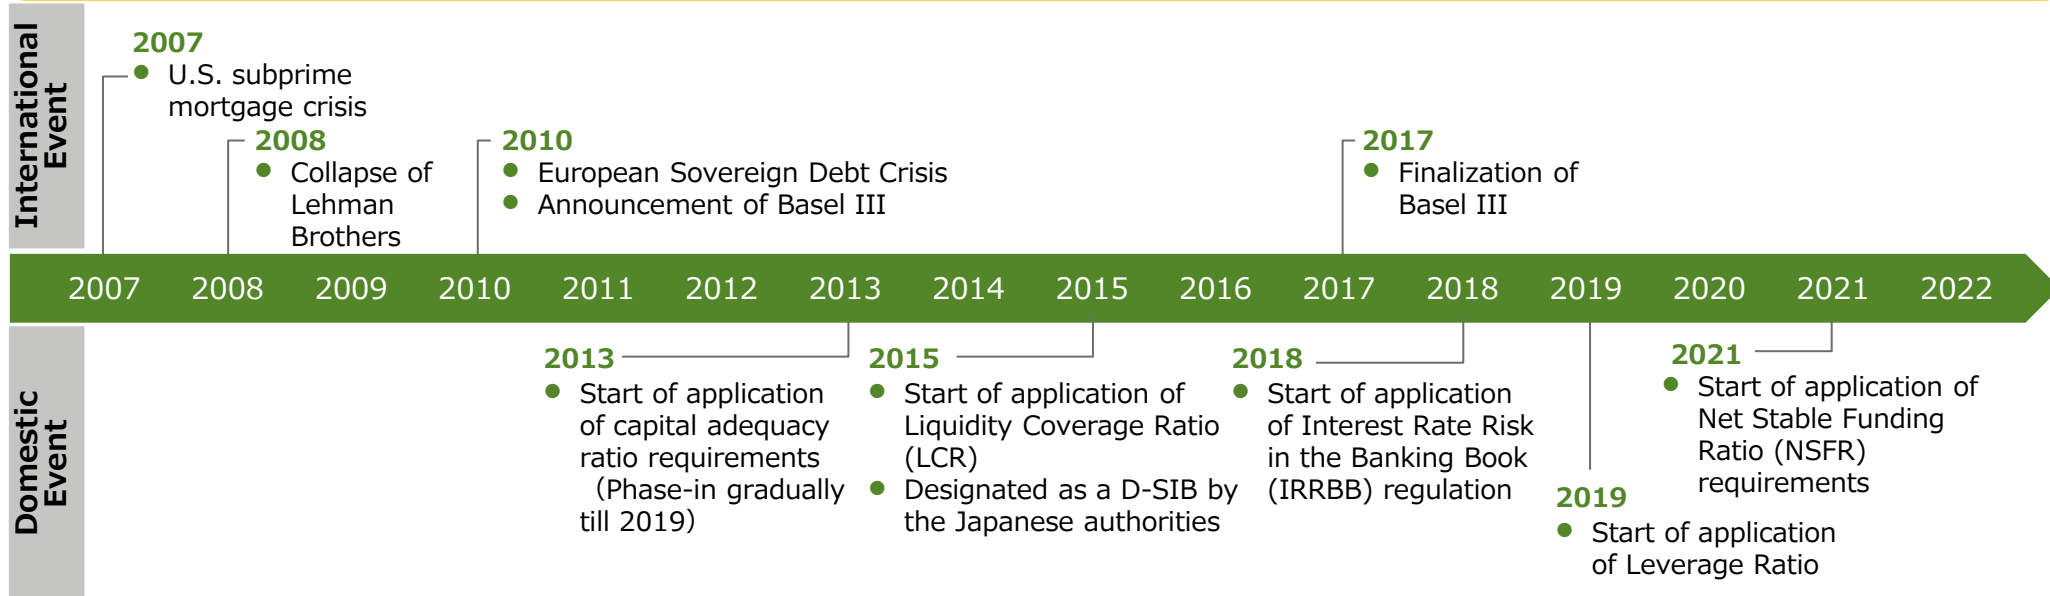 International
Event
2007
● U.S. subprime
mortgage crisis
2008
● Collapse of
Lehman
Brothers
2010
● European Sovereign Debt Crisis
● Announcement of Basel III
2017
● Finalization of
Basel III
2007 2008 2009 2010 2011 2012 2013 2014 2015 2016 2017 2018 2019 2020 2021 2022
Domestic
Event
2013
● Start of application
of capital adequacy
ratio requirements
（Phase-in gradually
till 2019）
2015
● Start of application of
Liquidity Coverage Ratio
(LCR)
● Designated as a D-SIB by
the Japanese authorities
2018
● Start of application
of Interest Rate Risk
in the Banking Book
(IRRBB) regulation
2019
● Start of application
of Leverage Ratio
2021
● Start of application of
Net Stable Funding
Ratio (NSFR)
requirements